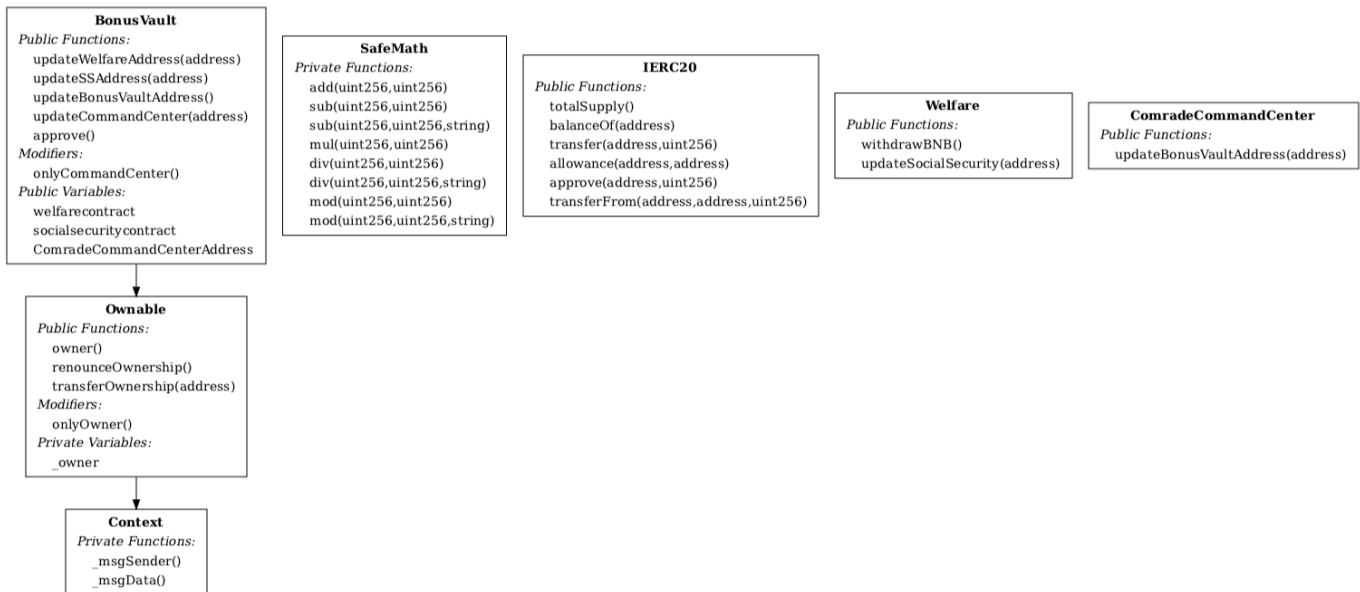 BonusVault
Public Functions:
updateWelfareAddress(address)
updateSSAddress(address)
updateBonusVaultAddress()
updateCommandCenter(address)
approve()
Modifiers:
onlyCommandCenter()
Public Variables:
welfarecontract
socialsecuritycontract
ComradeCommandCenterAddress
SafeMath
Private Functions:
add(uint256,uint256)
sub(uint256,uint256)
sub(uint256,uint256,string)
mul(uint256,uint256)
div(uint256,uint256)
div(uint256,uint256,string)
mod(uint256,uint256)
mod(uint256,uint256,string)
IERC20
Public Functions:
totalSupply()
balanceOf(address)
transfer(address,uint256)
allowance(address,address)
approve(address,uint256)
transferFrom(address,address,uint256)
Welfare
Public Functions:
withdrawBNB()
updateSocialSecurity(address)
ComradeCommandCenter
Public Functions:
updateBonusVaultAddress(address)
Ownable
Public Functions:
owner()
renounceOwnership()
transferOwnership(address)
Modifiers:
onlyOwner()
Private Variables:
_owner
Context
Private Functions:
_msgSender()
_msgData()